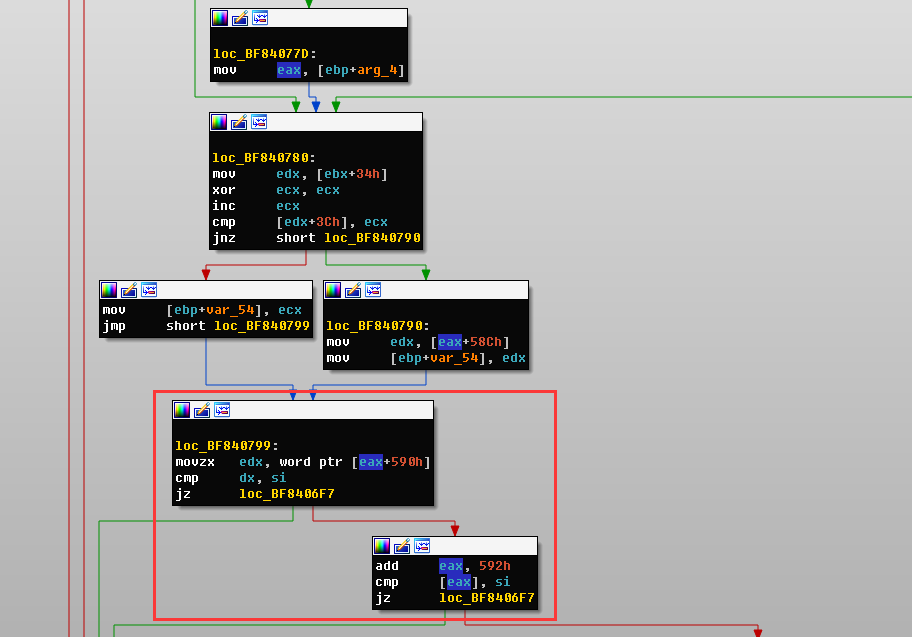 loc_BF84077D:
mov eax, [ebp+arg_4]
loc_BF840780:
mov edx, [ebx+34h]
xor ecx, ecx
inc ecx
cmp [edx+3Ch], ecx
jnz short loc_BF840790
mov [ebp+var_54], ecx
jmp short loc_BF840799
loc_BF840790:
mov edx, [eax+58Ch]
mov [ebp+var_54], edx
loc_BF840799:
movzx edx, word ptr [eax+590h]
cmp dx, si
jz loc_BF8406F7
add eax, 592h
cmp [eax], si
jz loc_BF8406F7